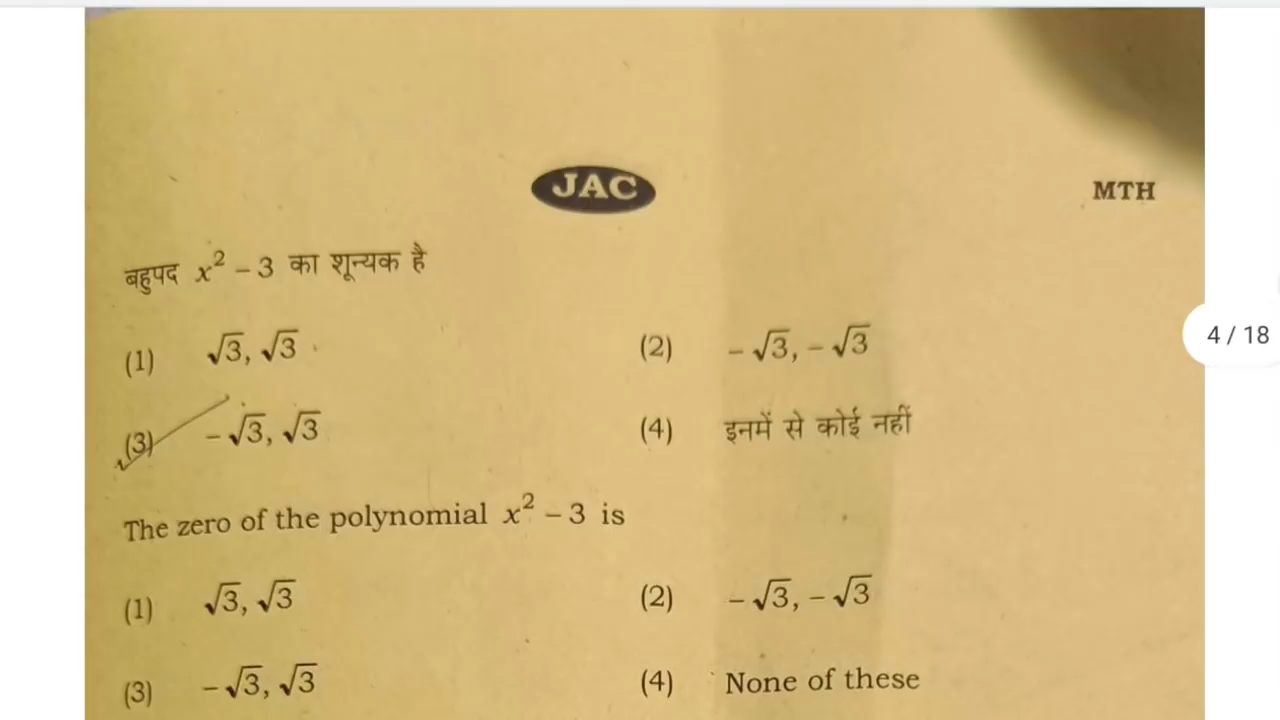 JAC
MTH
बहुपद x² – 3 का शून्यक है
(1) √3, √3
(2) – √3, – √3
(3) – √3, √3
(4) इनमें से कोई नहीं
4 / 18
The zero of the polynomial x² – 3 is
(1) √3, √3
(2) – √3, – √3
(3) – √3, √3
(4) None of these